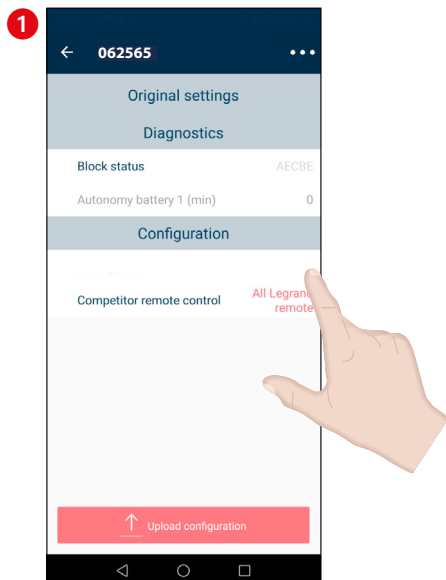 1
062565
Original settings
Diagnostics
Block status AECBE
Autonomy battery 1 (min) 0
Configuration
Competitor remote control All Legrand
remote
Upload configuration